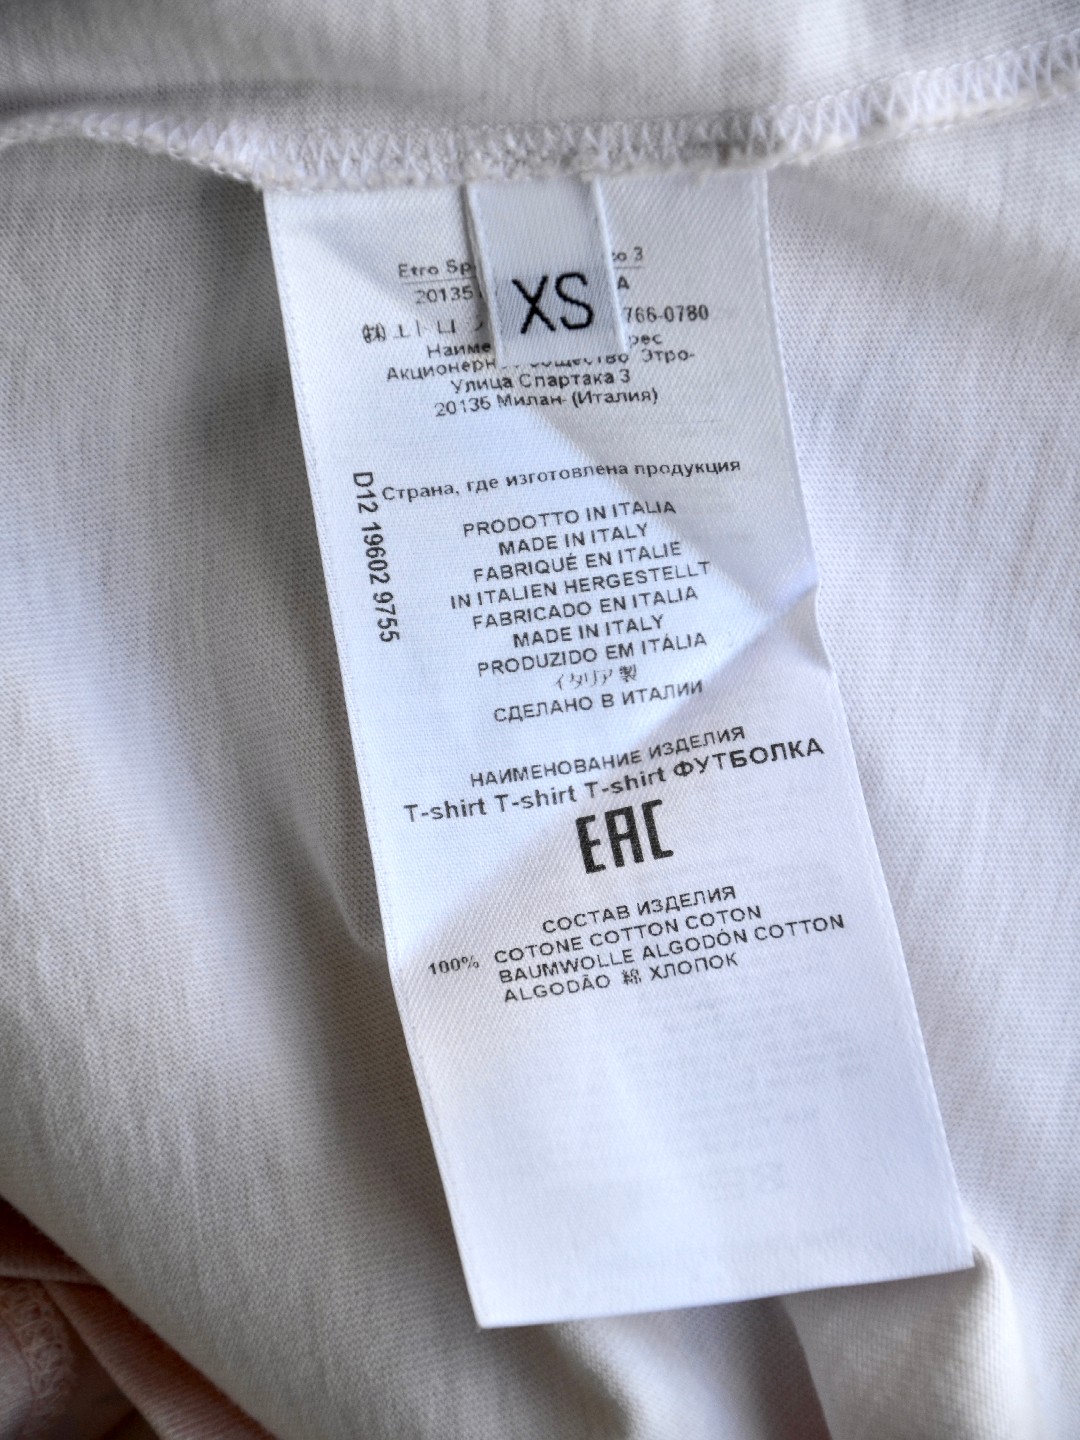 XS
Etro Sp
o 3
20135
A
766-0780
Наиме
рес
Акционерн
Этро-
Улица Спартака 3
20135 Милан- (Италия)
D12 19602 9755
Страна, где изготовлена продукция
PRODOTTO IN ITALIA
MADE IN ITALY
FABRIQUÉ EN ITALIE
IN ITALIEN HERGESTELLT
FABRICADO EN ITALIA
MADE IN ITALY
PRODUZIDO EM ITÁLIA
イタリア製
СДЕЛАНО В ИТАЛИИ
НАИМЕНОВАНИЕ ИЗДЕЛИЯ
T-shirt T-shirt T-shirt ФУТБОЛКА
EAC
СОСТАВ ИЗДЕЛИЯ
100% COTONE COTTON COTON
BAUMWOLLE ALGODÓN COTTON
ALGODÃO 綿 ХЛОПОК